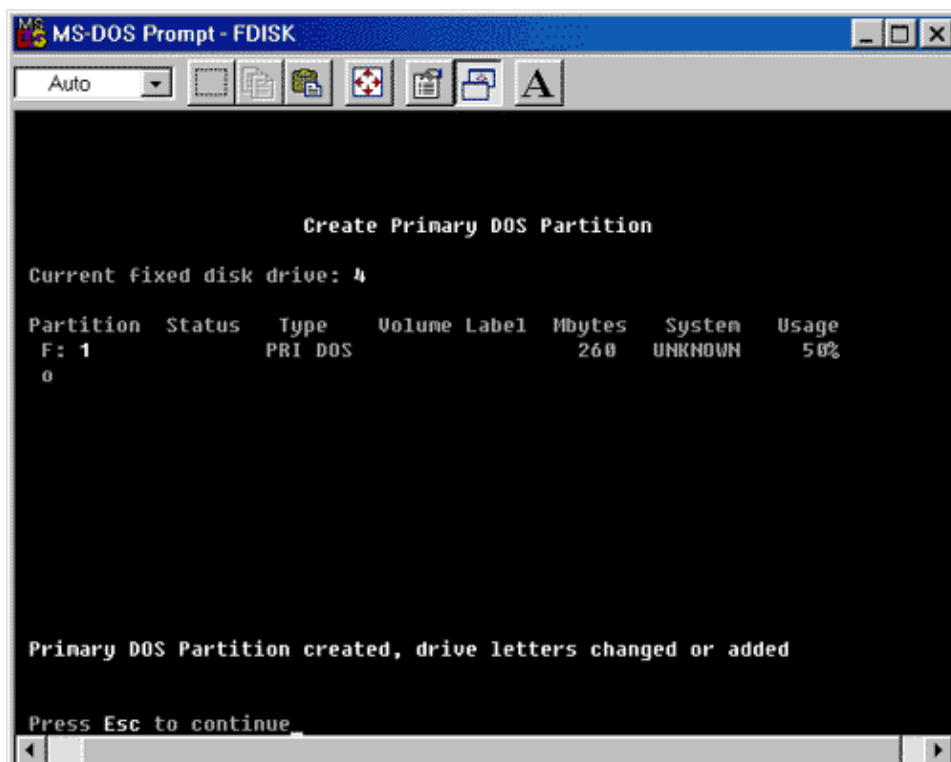 MS-DOS Prompt - FDISK
Auto
A
Create Primary DOS Partition
Current fixed disk drive: 4
Partition Status Type Volume Label Mbytes System Usage
F: 1 PRI DOS 260 UNKNOWN 50%
o
Primary DOS Partition created, drive letters changed or added
Press Esc to continue_